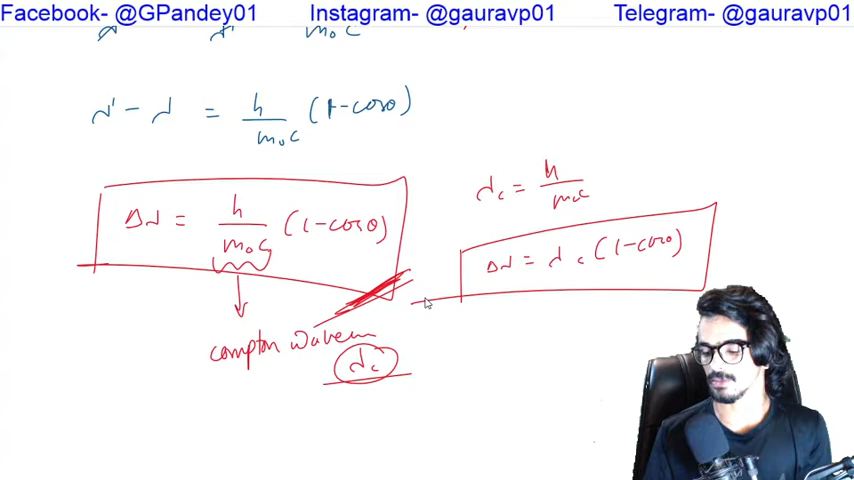 Facebook- @GPandey01 Instagram- @gauravp01 Telegram- @gauravp01
λ' - λ = h/m₀c (1-cosθ)
Δλ = h/m₀c (1-cosθ)
λc = h/m₀c
Δλ = λc (1-cosθ)
compton
λc